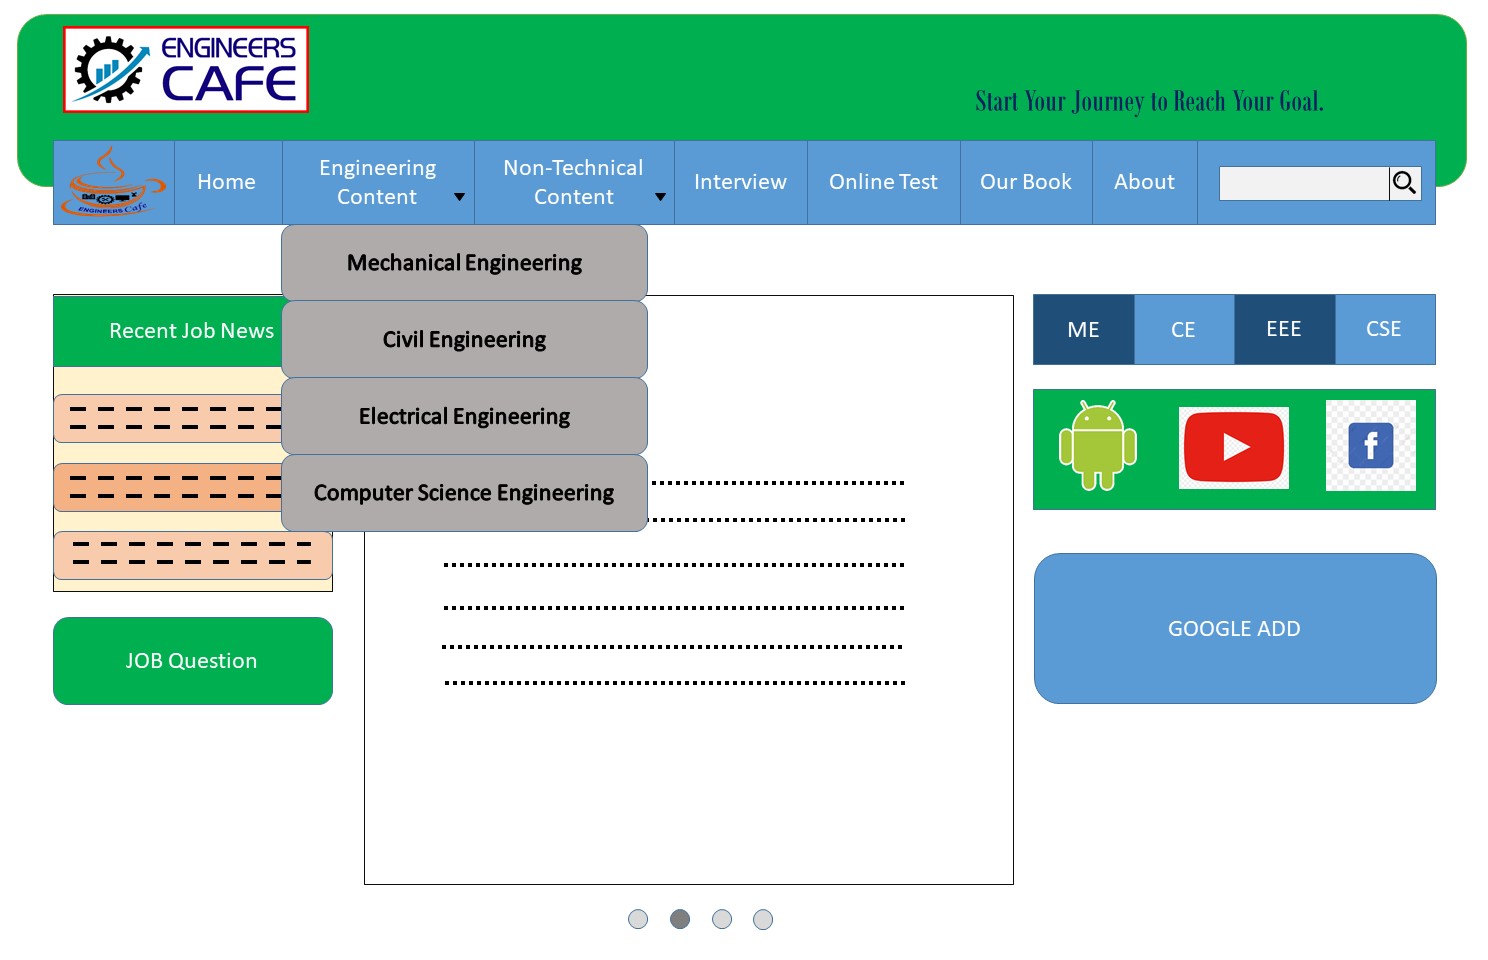 ENGINEERS
CAFE
Start Your Journey to Reach Your Goal.
ENGINEERS Cafe
Home
Engineering
Content
Non-Technical
Content
Interview
Online Test
Our Book
About
Mechanical Engineering
Civil Engineering
Electrical Engineering
Computer Science Engineering
Recent Job News
JOB Question
ME
CE
EEE
CSE
f
GOOGLE ADD